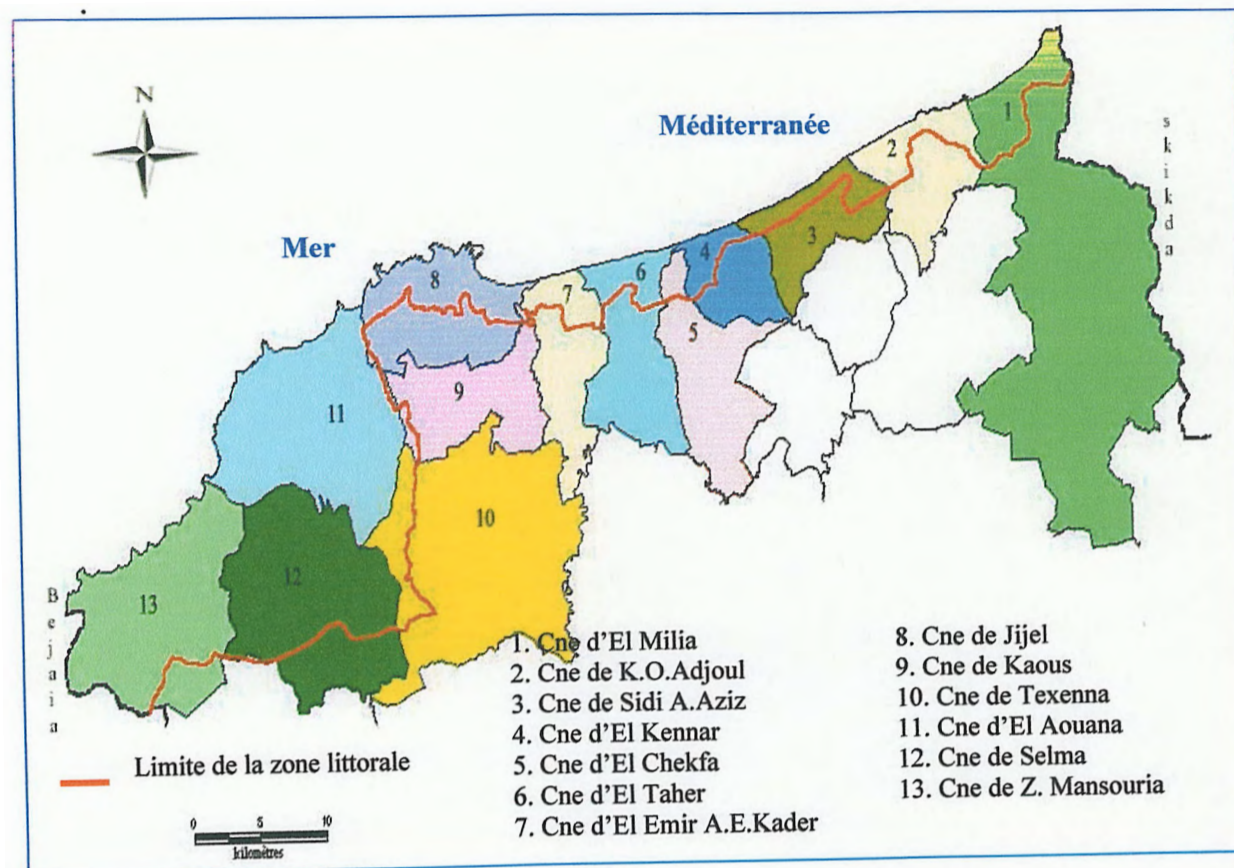 N
Méditerranée
Mer
skikda
Bejaia
1
2
3
4
5
6
7
8
9
10
11
12
13
1. Cne d'El Milia
2. Cne de K.O.Adjoul
3. Cne de Sidi A.Aziz
4. Cne d'El Kennar
5. Cne d'El Chekfa
6. Cne d'El Taher
7. Cne d'El Emir A.E.Kader
8. Cne de Jijel
9. Cne de Kaous
10. Cne de Texenna
11. Cne d'El Aouana
12. Cne de Selma
13. Cne de Z. Mansouria
Limite de la zone littorale
0 5 10
kilomètres